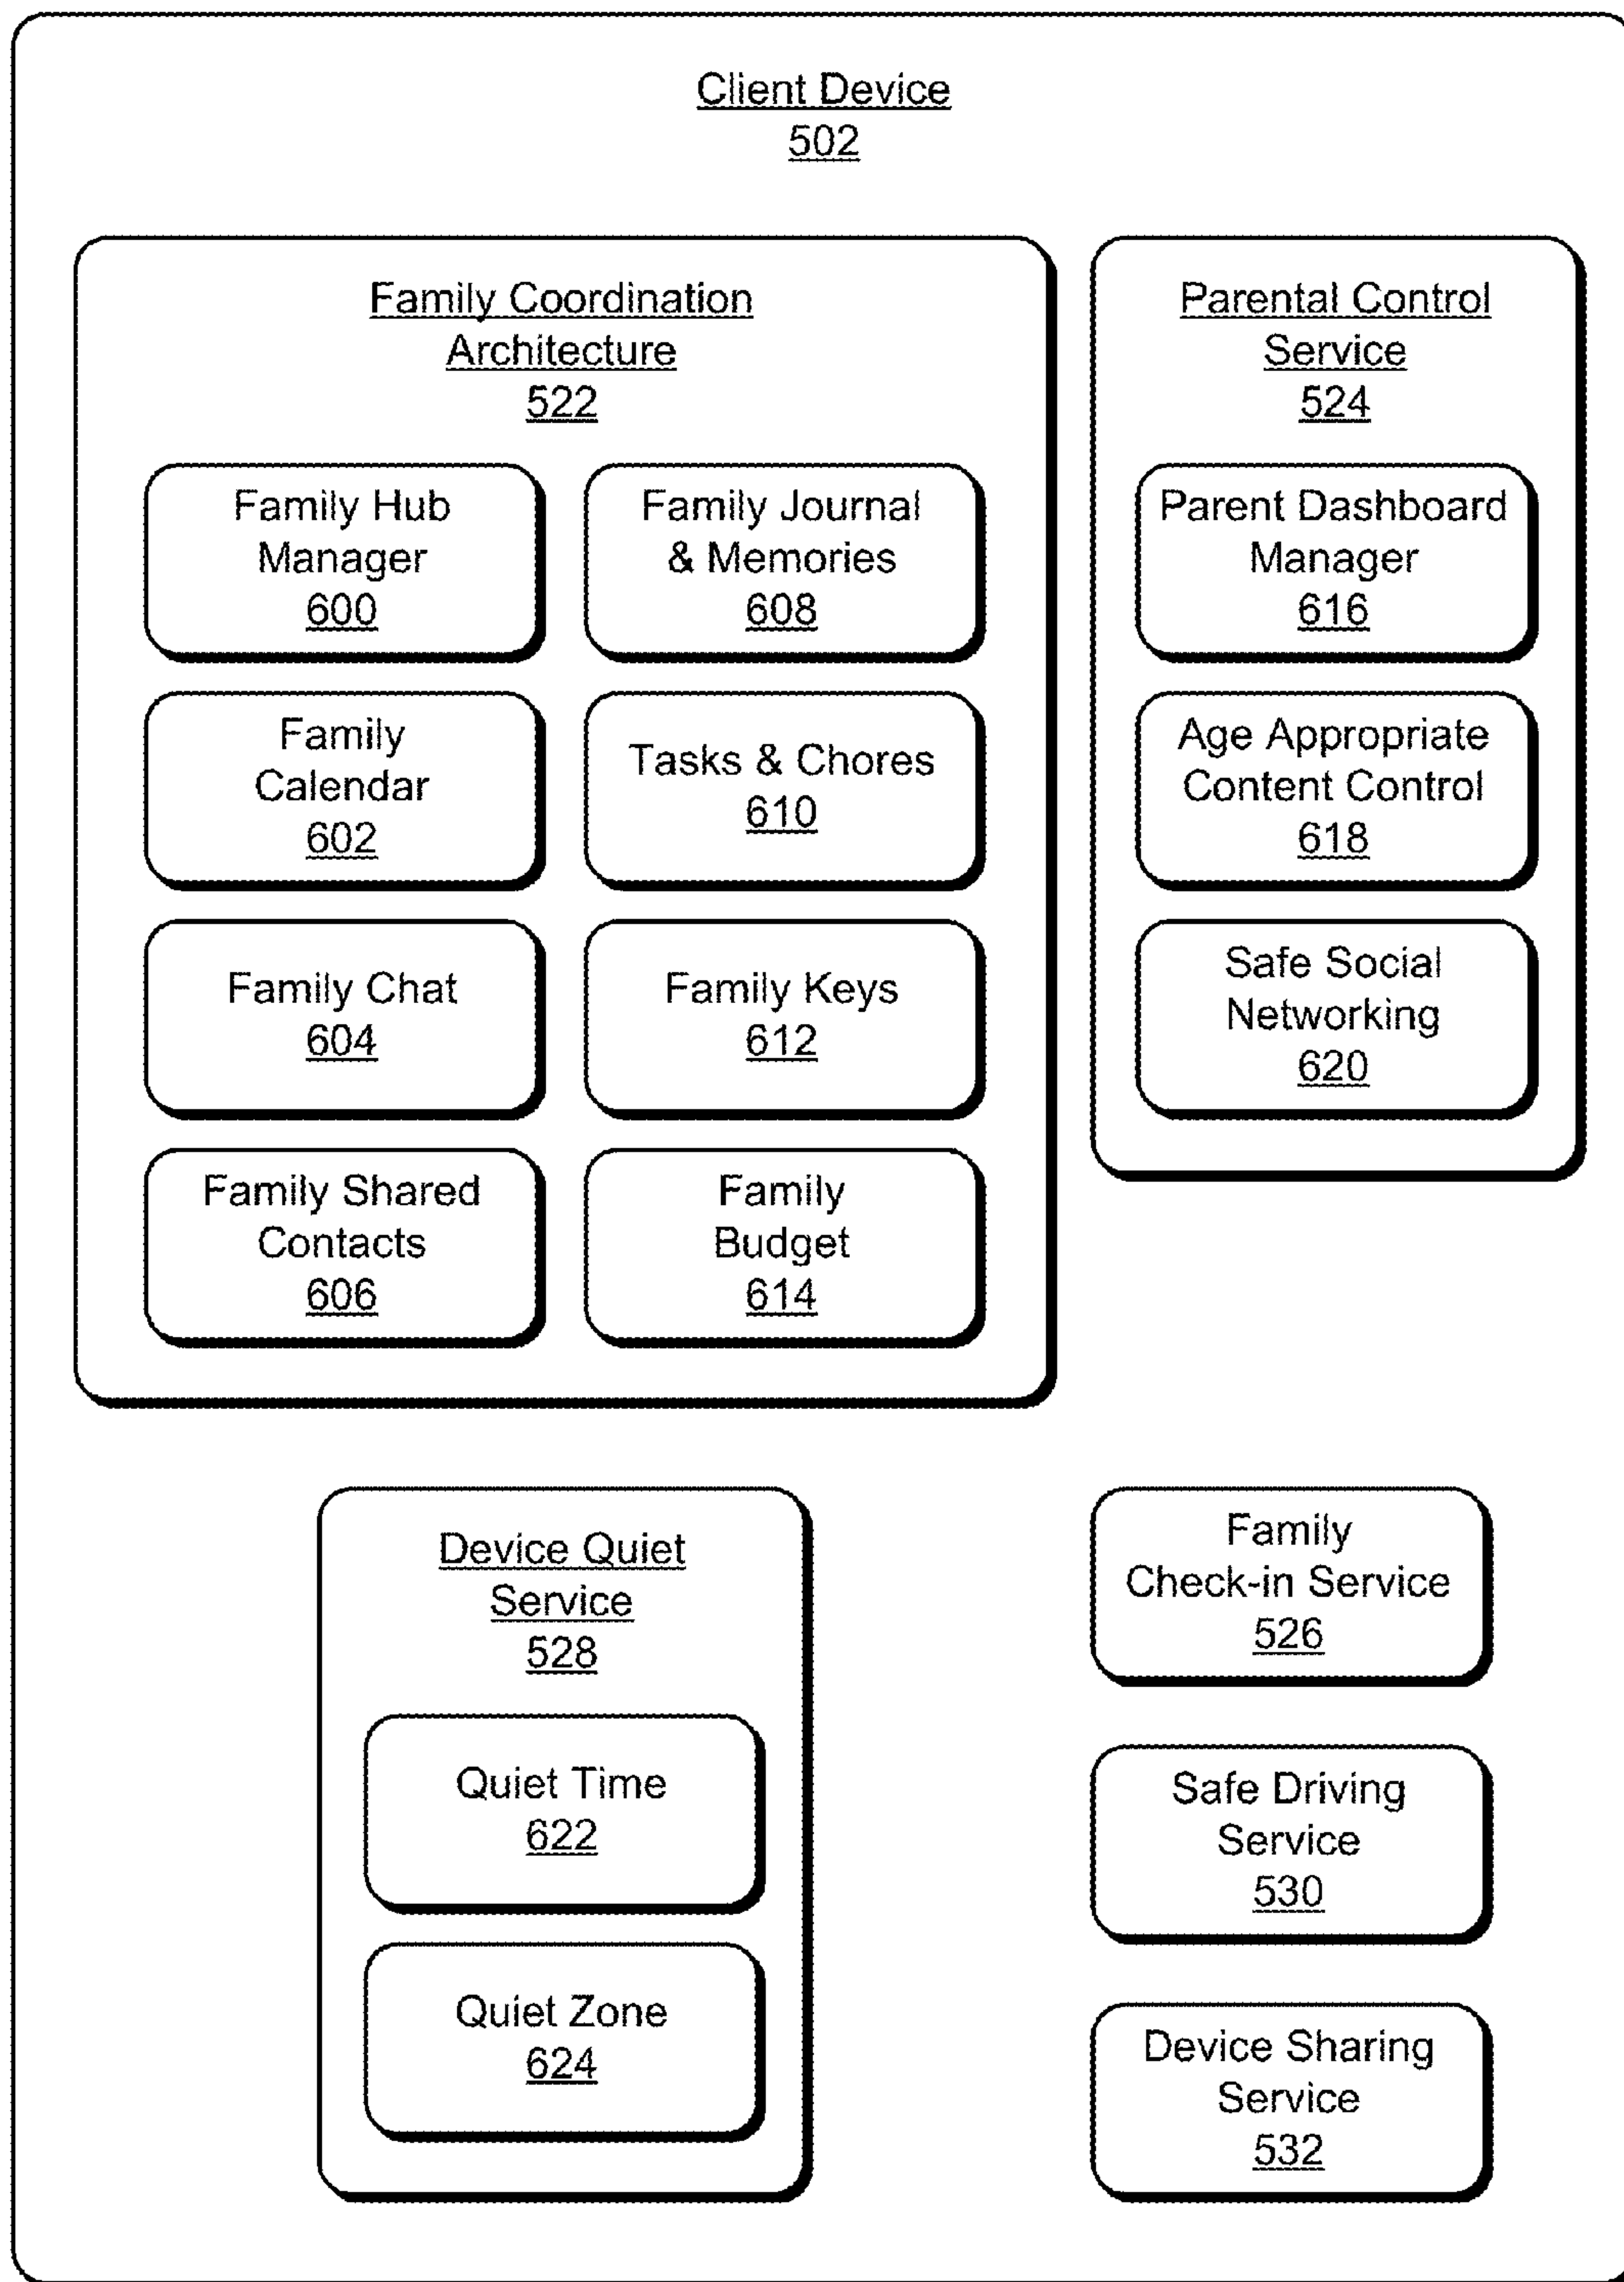 Client Device
502
Family Coordination
Architecture
522
Family Hub
Manager
600
Family Journal
& Memories
608
Family
Calendar
602
Tasks & Chores
610
Family Chat
604
Family Keys
612
Family Shared
Contacts
606
Family
Budget
614
Parental Control
Service
524
Parent Dashboard
Manager
616
Age Appropriate
Content Control
618
Safe Social
Networking
620
Device Quiet
Service
528
Quiet Time
622
Quiet Zone
624
Family
Check-in Service
526
Safe Driving
Service
530
Device Sharing
Service
532